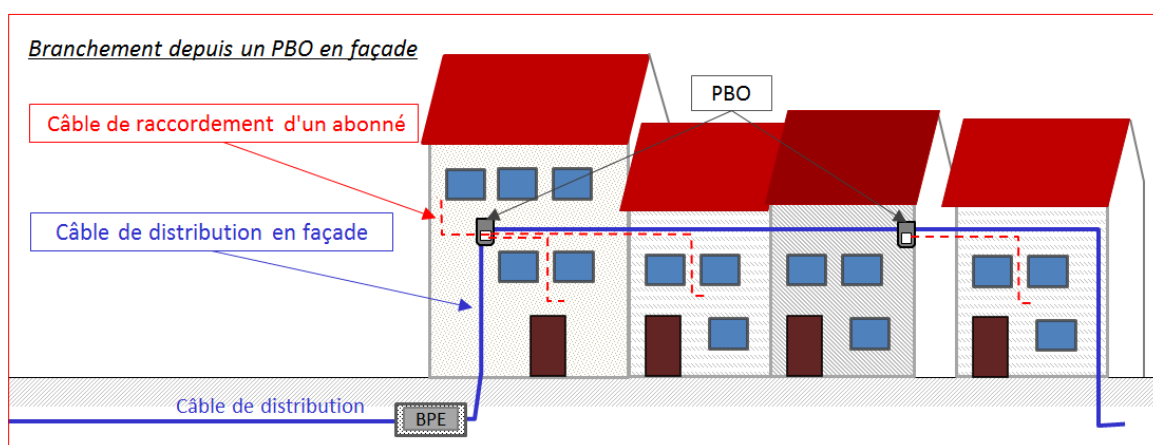 Branchement depuis un PBO en façade
PBO
Câble de raccordement d'un abonné
Câble de distribution en façade
Câble de distribution
BPE